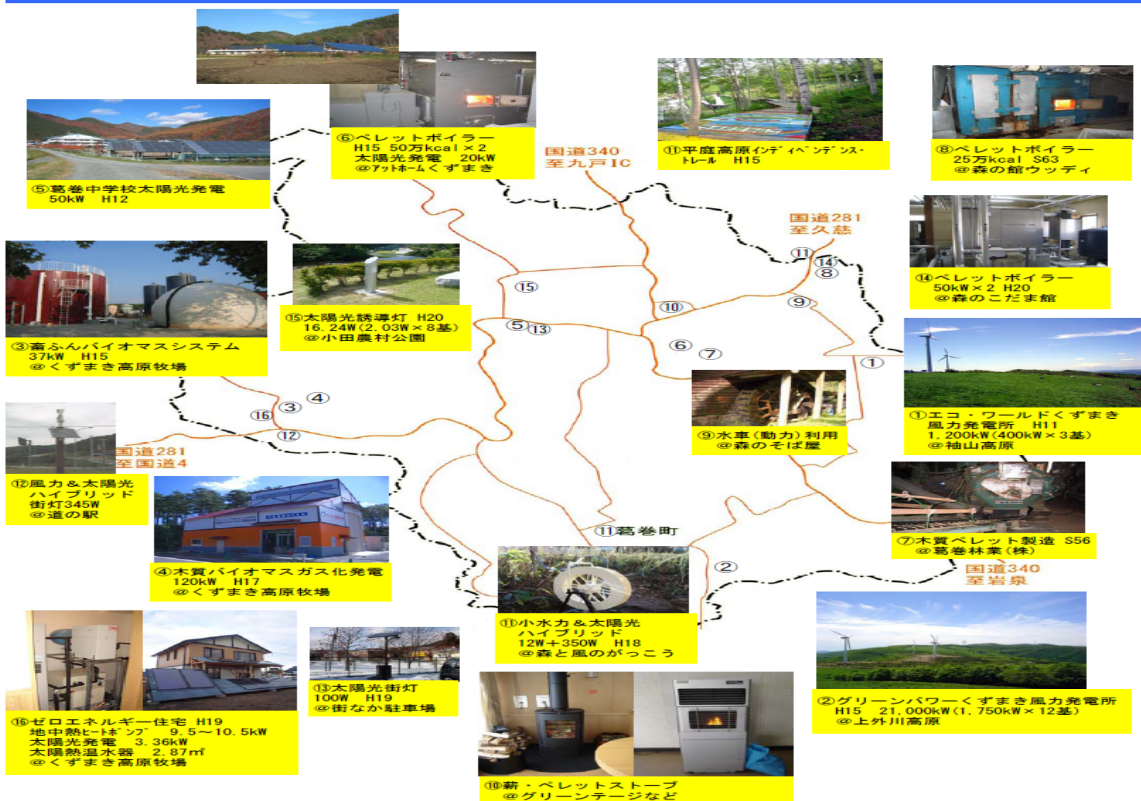 ⑥ペレットボイラー
H15 50万kcal×2
太陽光発電 20kW
@アットホームくずまき
⑤葛巻中学校太陽光発電
50kW H12
国道340
至九戸IC
⑪平庭高原インディペンデンス・
トレール H15
⑧ペレットボイラー
25万kcal S63
@森の館ウッディ
国道281
至久慈
⑪
⑭
⑧
⑭ペレットボイラー
50kW×2 H20
@森のこだま館
③畜ふんバイオマスシステム
37kW H15
@くずまき高原牧場
⑮太陽光誘導灯 H20
16.24W(2.03W×8基)
@小田農村公園
⑮
⑩
⑨
⑤
⑬
⑥
⑦
①
①エコ・ワールドくずまき
風力発電所 H11
1,200kW(400kW×3基)
@袖山高原
④
③
⑯
⑫
⑨水車(動力)利用
@森のそば屋
国道281
至国道4
⑫風力&太陽光
ハイブリッド
街灯345W
@道の駅
④木質バイオマスガス化発電
120kW H17
@くずまき高原牧場
⑦木質ペレット製造 S56
@葛巻林業(株)
国道340
至岩泉
⑪葛巻町
②
⑪小水力&太陽光
ハイブリッド
12W+350W H18
@森と風のがっこう
⑬太陽光街灯
100W H19
@街なか駐車場
②グリーンパワーくずまき風力発電所
H15 21,000kW(1,750kW×12基)
@上外川高原
⑯ゼロエネルギー住宅 H19
地中熱ヒートポンプ 9.5～10.5kW
太陽光発電 3.36kW
太陽熱温水器 2.87㎡
@くずまき高原牧場
⑩薪・ペレットストーブ
@グリーンテージなど